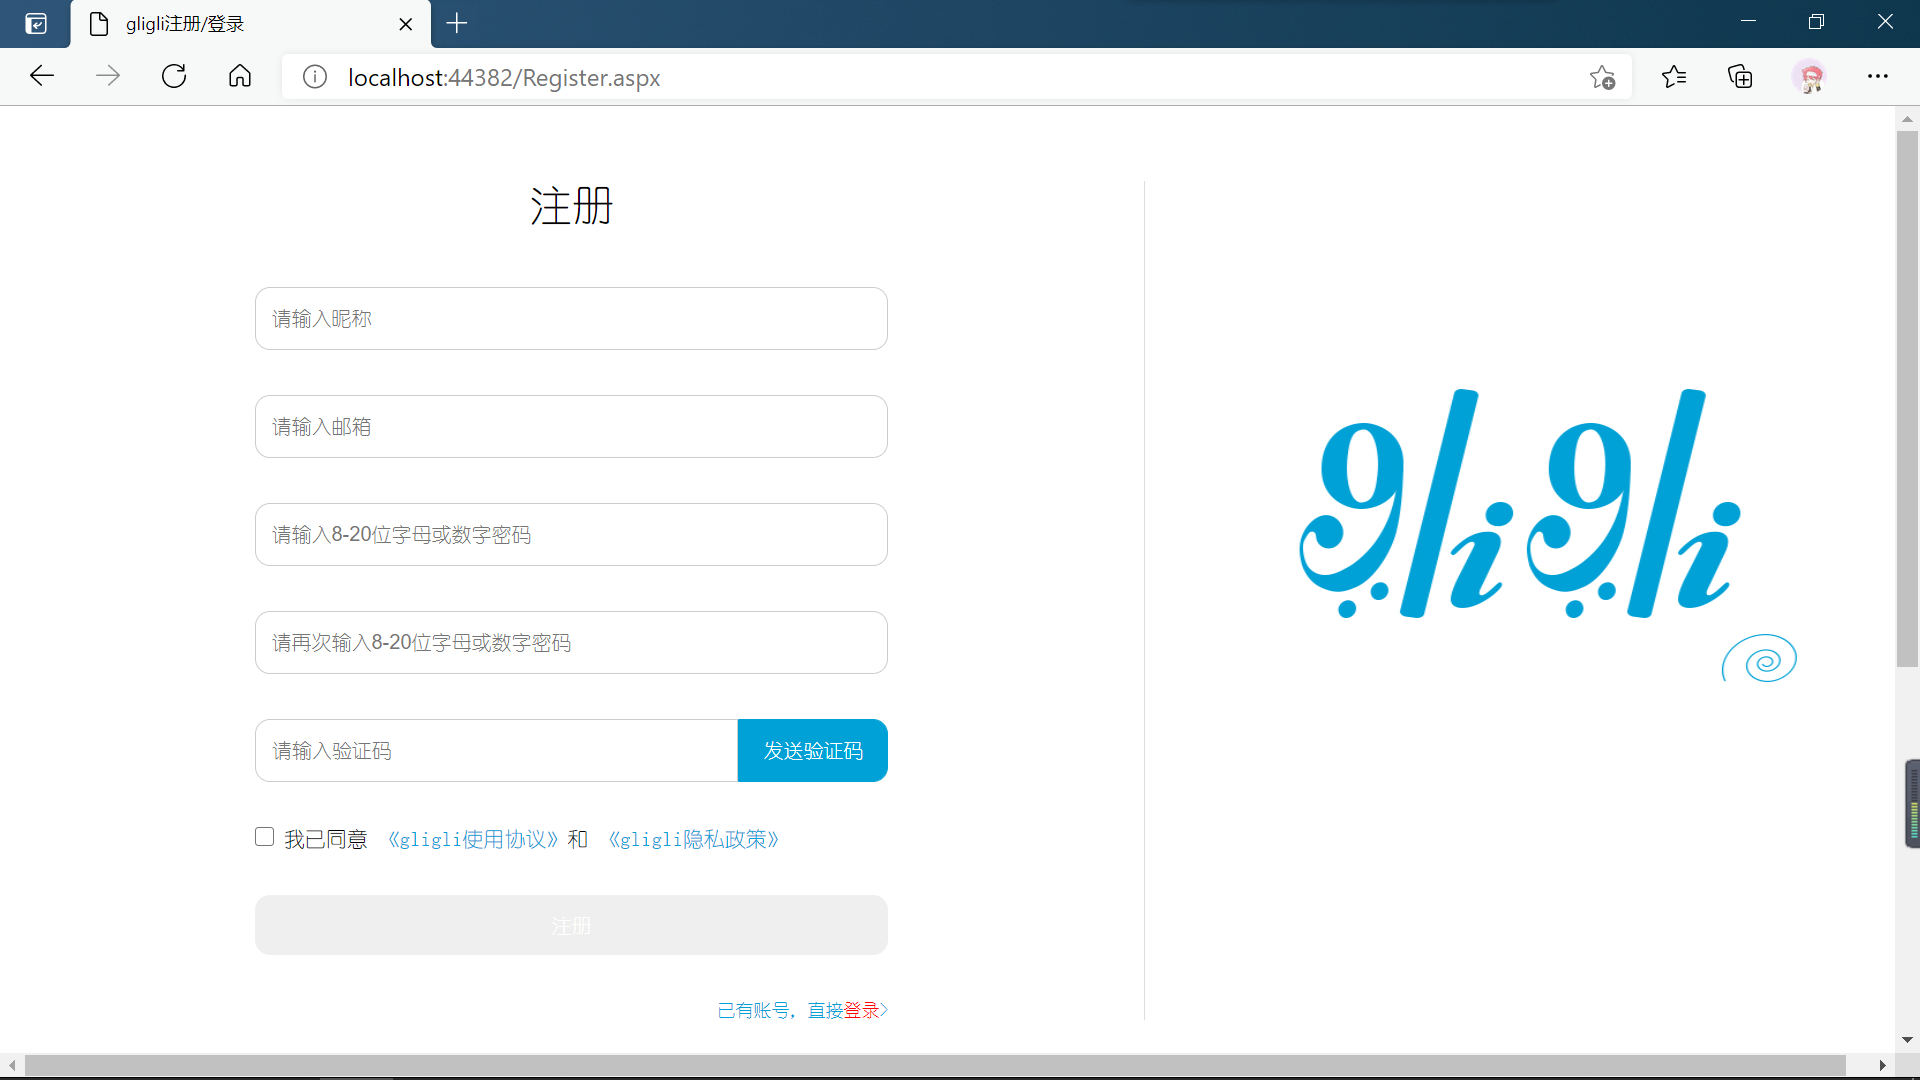 gligli注册/登录
localhost:44382/Register.aspx
注册
请输入昵称
请输入邮箱
请输入8-20位字母或数字密码
请再次输入8-20位字母或数字密码
请输入验证码
发送验证码
我已同意 《gligli使用协议》和 《gligli隐私政策》
注册
已有账号，直接登录>
gligli